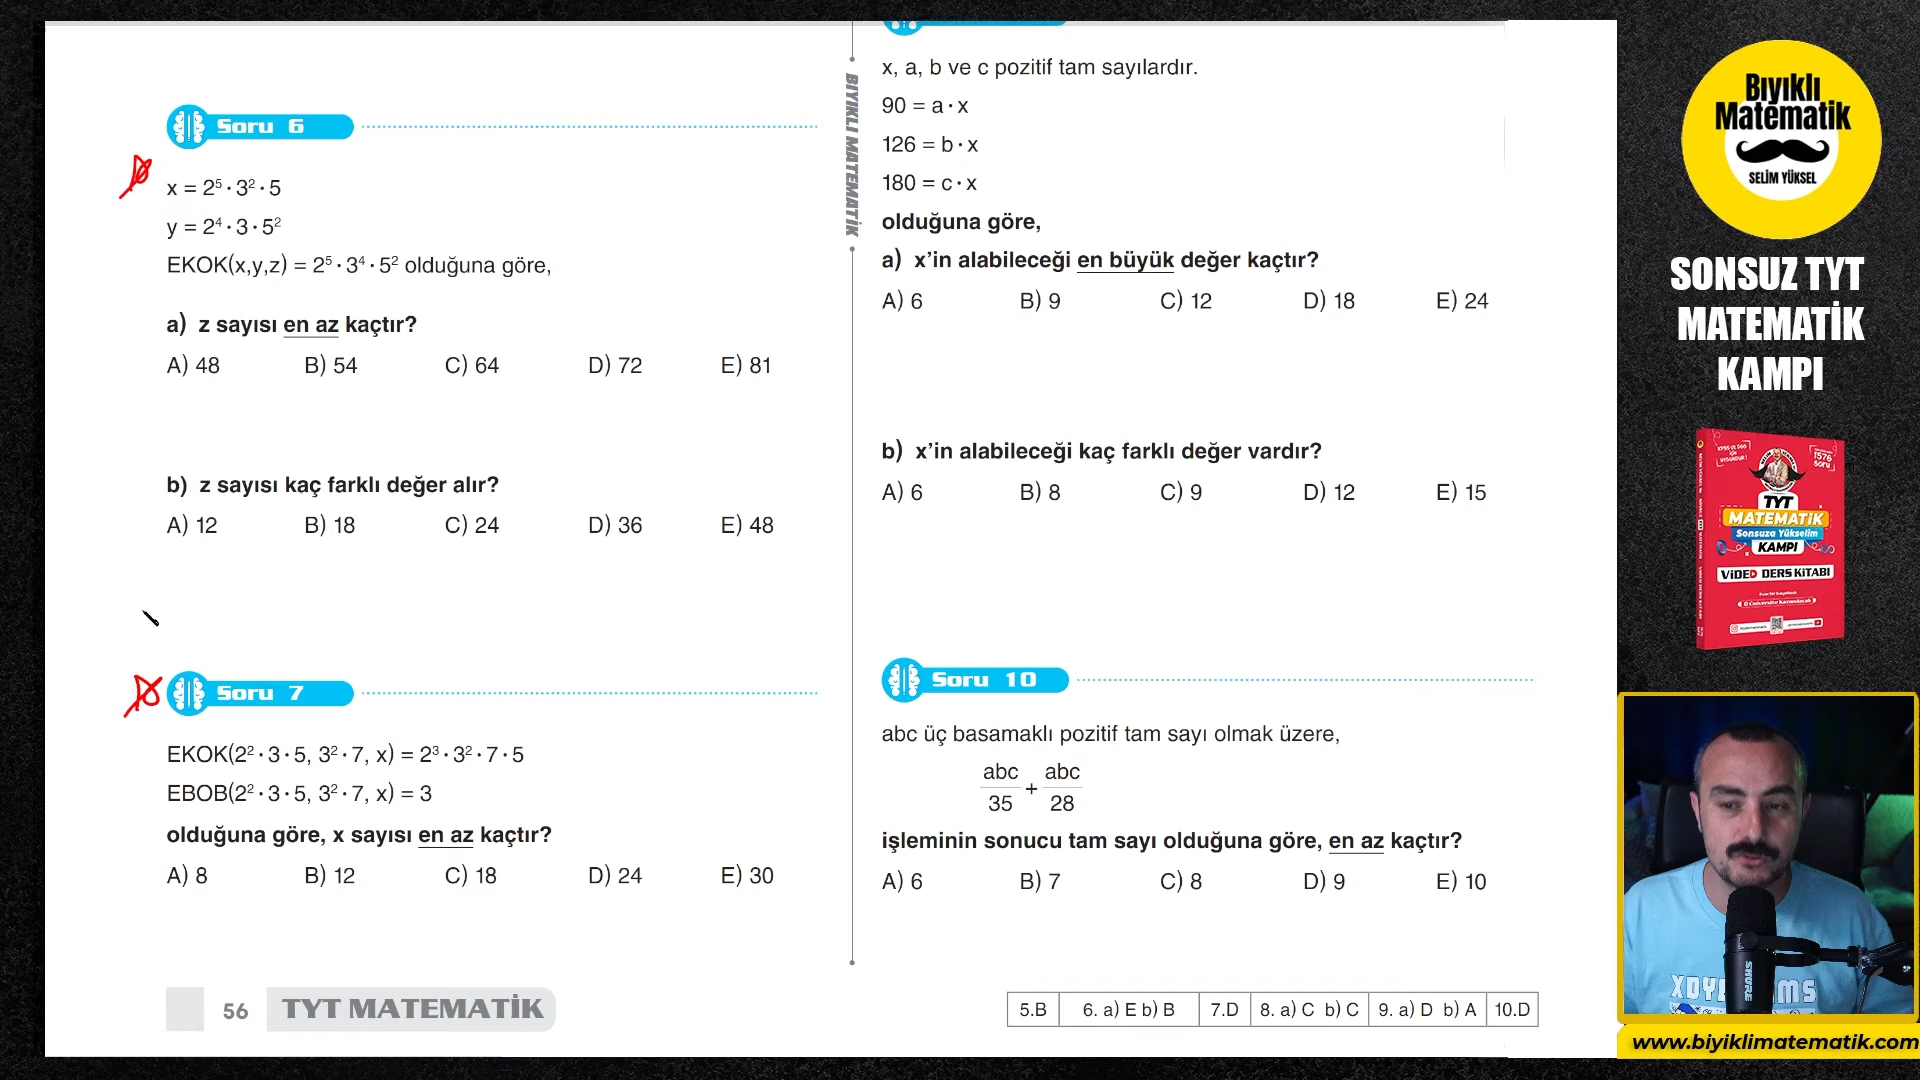 Soru 6
x = 2⁵ · 3² · 5
y = 2⁴ · 3 · 5²
EKOK(x,y,z) = 2⁵ · 3⁴ · 5² olduğuna göre,
a) z sayısı en az kaçtır?
A) 48 B) 54 C) 64 D) 72 E) 81
b) z sayısı kaç farklı değer alır?
A) 12 B) 18 C) 24 D) 36 E) 48
Soru 7
EKOK(2² · 3 · 5, 3² · 7, x) = 2³ · 3² · 7 · 5
EBOB(2² · 3 · 5, 3² · 7, x) = 3
olduğuna göre, x sayısı en az kaçtır?
A) 8 B) 12 C) 18 D) 24 E) 30
56 TYT MATEMATİK
BIYIKLI MATEMATİK
x, a, b ve c pozitif tam sayılardır.
90 = a · x
126 = b · x
180 = c · x
olduğuna göre,
a) x’in alabileceği en büyük değer kaçtır?
A) 6 B) 9 C) 12 D) 18 E) 24
b) x’in alabileceği kaç farklı değer vardır?
A) 6 B) 8 C) 9 D) 12 E) 15
Soru 10
abc üç basamaklı pozitif tam sayı olmak üzere,
abc/35 + abc/28
işleminin sonucu tam sayı olduğuna göre, en az kaçtır?
A) 6 B) 7 C) 8 D) 9 E) 10
5.B 6. a) E b) B 7.D 8. a) C b) C 9. a) D b) A 10.D
Bıyıklı
Matematik
SELİM YÜKSEL
SONSUZ TYT
MATEMATİK
KAMPI
1576
soru
TYT
MATEMATİK
Sonsuza Yükselim
KAMPI
VİDEO DERS KİTABI
SHURE
www.biyiklimatematik.com